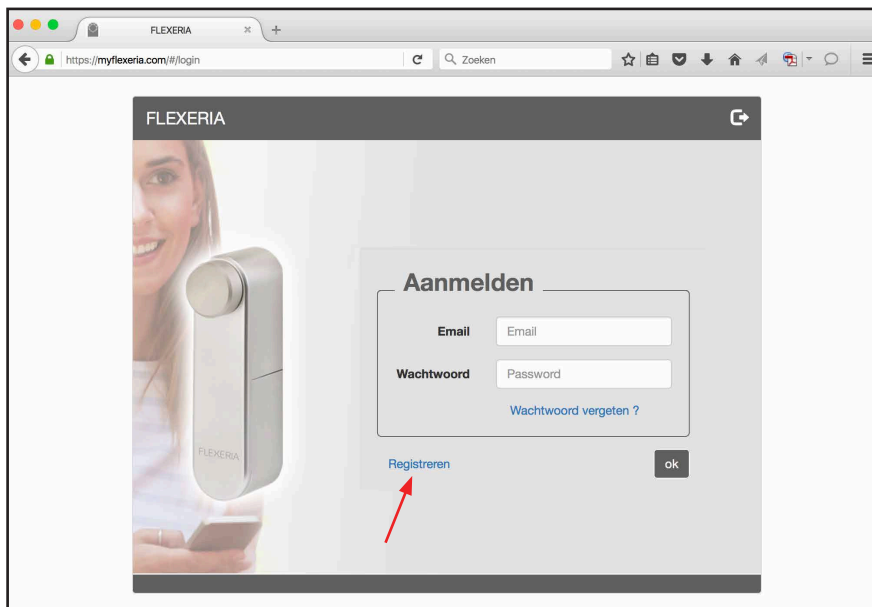 FLEXERIA
https://myflexeria.com/#/login
Zoeken
FLEXERIA
Aanmelden
Email
Email
Wachtwoord
Password
Wachtwoord vergeten ?
FLEXERIA
Registreren
ok